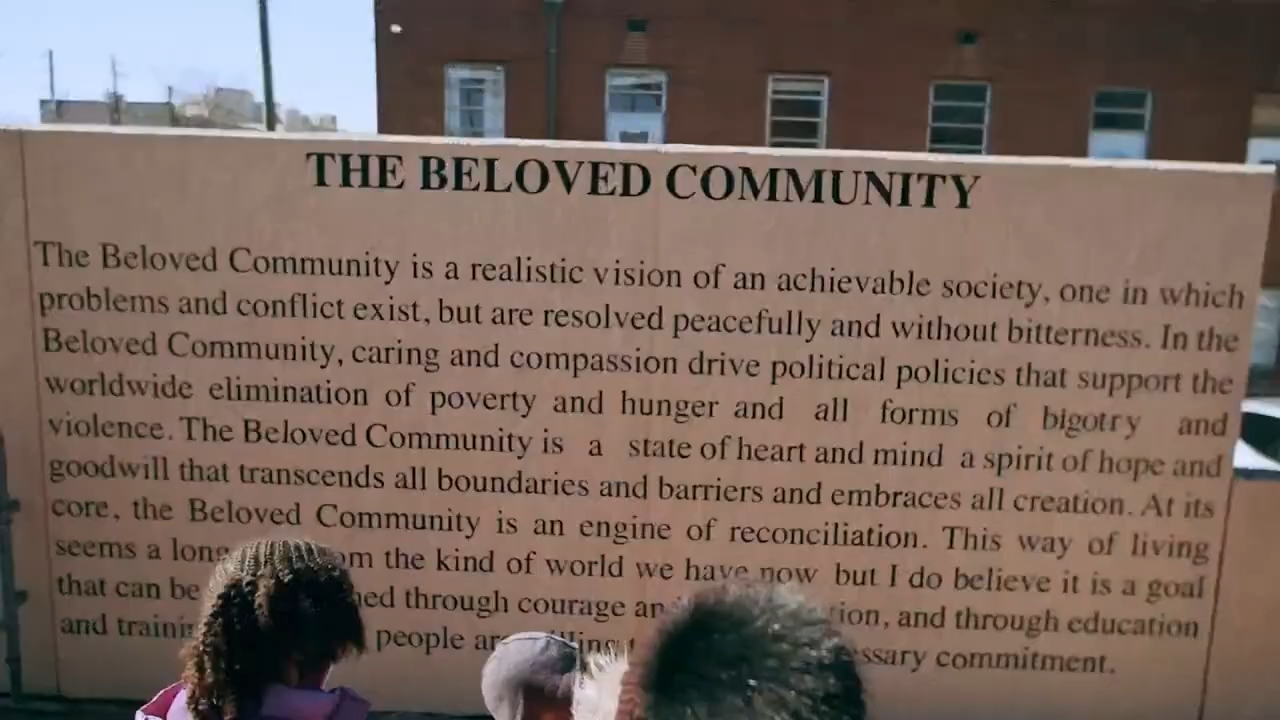 THE BELOVED COMMUNITY
The Beloved Community is a realistic vision of an achievable society, one in which
problems and conflict exist, but are resolved peacefully and without bitterness. In the
Beloved Community, caring and compassion drive political policies that support the
worldwide elimination of poverty and hunger and all forms of bigotry and
violence. The Beloved Community is a state of heart and mind a spirit of hope and
goodwill that transcends all boundaries and barriers and embraces all creation. At its
core, the Beloved Community is an engine of reconciliation. This way of living
seems a long the kind of world we have now but I do believe it is a goal
that can be through courage and through education
and people commitment.